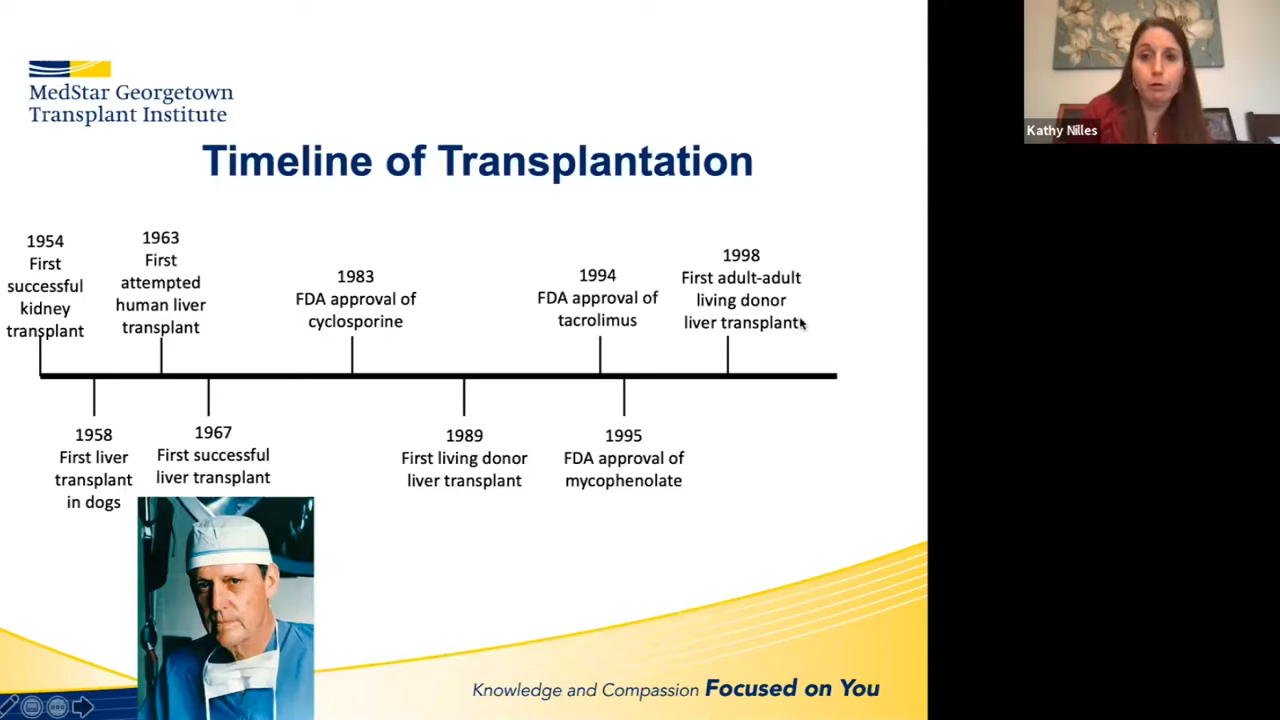 MedStar Georgetown
Transplant Institute
Kathy Nilles
Timeline of Transplantation
1954
First
successful
kidney
transplant
1963
First
attempted
human liver
transplant
1983
FDA approval of
cyclosporine
1994
FDA approval of
tacrolimus
1998
First adult-adult
living donor
liver transplant
1958
First liver
transplant
in dogs
1967
First successful
liver transplant
1989
First living donor
liver transplant
1995
FDA approval of
mycophenolate
Knowledge and Compassion Focused on You